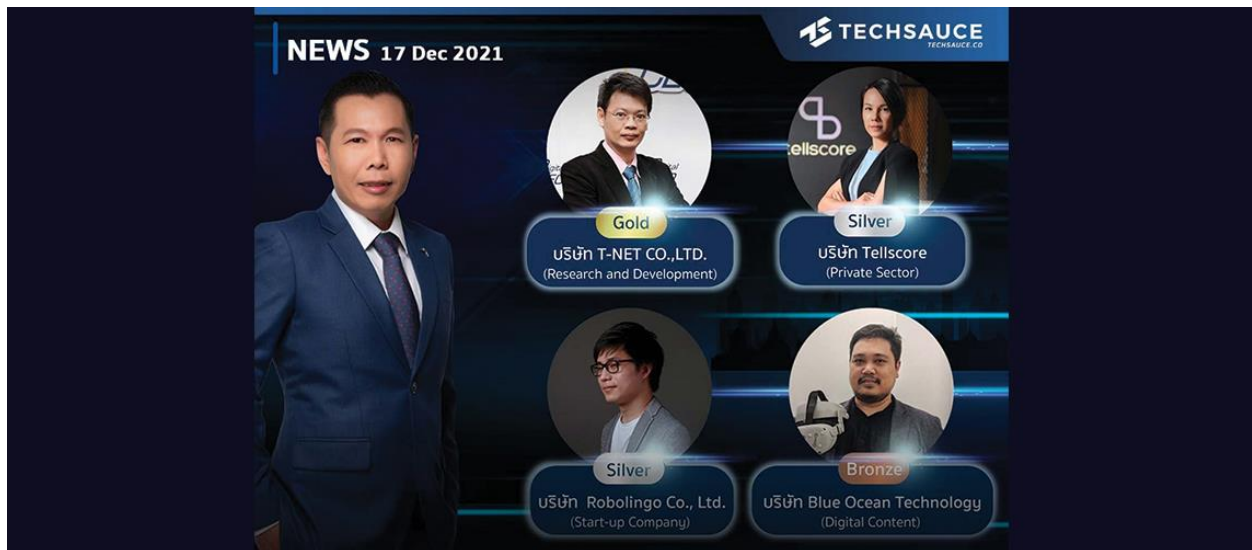 NEWS 17 Dec 2021
TECHSAUCE
TECHSAUCE.CO
tellscore
Gold
บริษัท T-NET CO.,LTD.
(Research and Development)
Silver
บริษัท Tellscore
(Private Sector)
Silver
บริษัท Robolingo Co., Ltd.
(Start-up Company)
Bronze
บริษัท Blue Ocean Technology
(Digital Content)